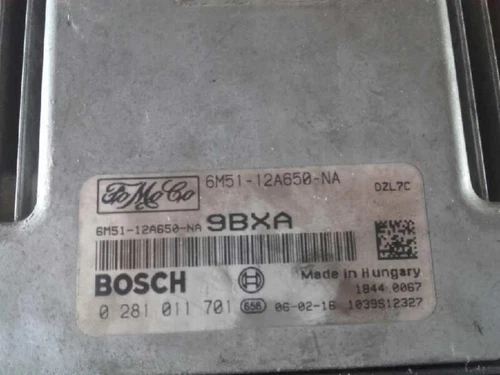 FoMoCo
6M51-12A650-NA
DZL7C
6M51-12A650-NA 9BXA
BOSCH
Made in Hungary
1844.0067
0 281 011 701 656 06-02-16 1039S12327